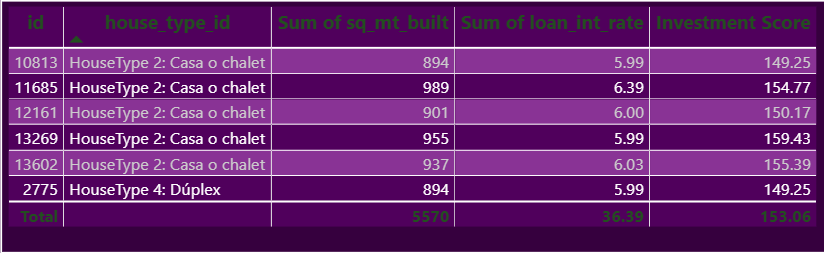 id house_type_id Sum of sq_mt_built Sum of loan_int_rate Investment Score
10813 HouseType 2: Casa o chalet 894 5.99 149.25
11685 HouseType 2: Casa o chalet 989 6.39 154.77
12161 HouseType 2: Casa o chalet 901 6.00 150.17
13269 HouseType 2: Casa o chalet 955 5.99 159.43
13602 HouseType 2: Casa o chalet 937 6.03 155.39
2775 HouseType 4: Dúplex 894 5.99 149.25
Total 5570 36.39 153.06